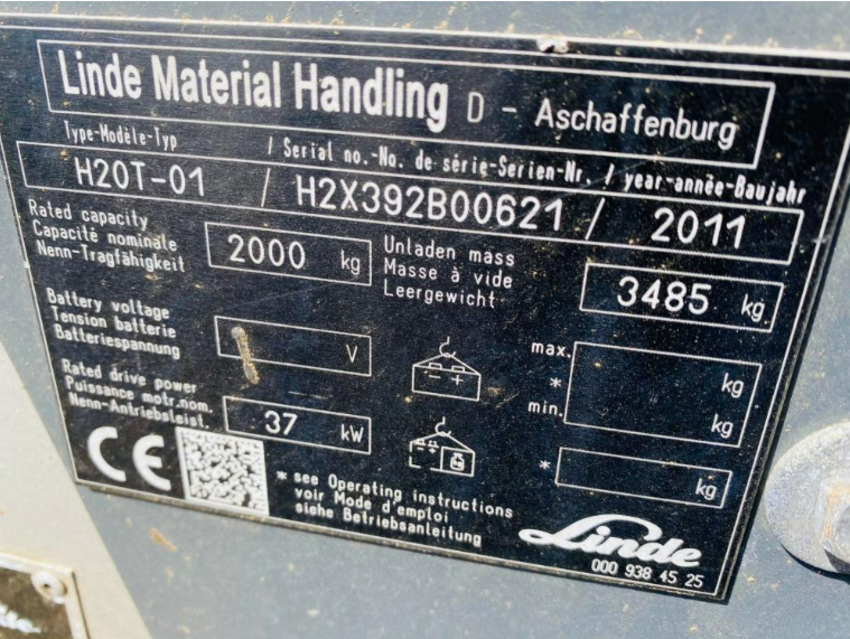 Linde Material Handling D - Aschaffenburg
Type-Modèle-Typ / Serial no.-No. de série-Serien-Nr. / year-année-Baujahr
H20T-01 / H2X392B00621 / 2011
Rated capacity
Capacité nominale
Nenn-Tragfähigkeit
2000 kg
Unladen mass
Masse à vide
Leergewicht
3485 kg
Battery voltage
Tension batterie
Batteriespannung
V
max. kg
*
min. kg
Rated drive power
Puissance motr.nom.
Nenn-Antriebsleist.
37 kW
* kg
CE
* see Operating instructions
voir Mode d'emploi
siehe Betriebsanleitung
Linde
000 938 45 25